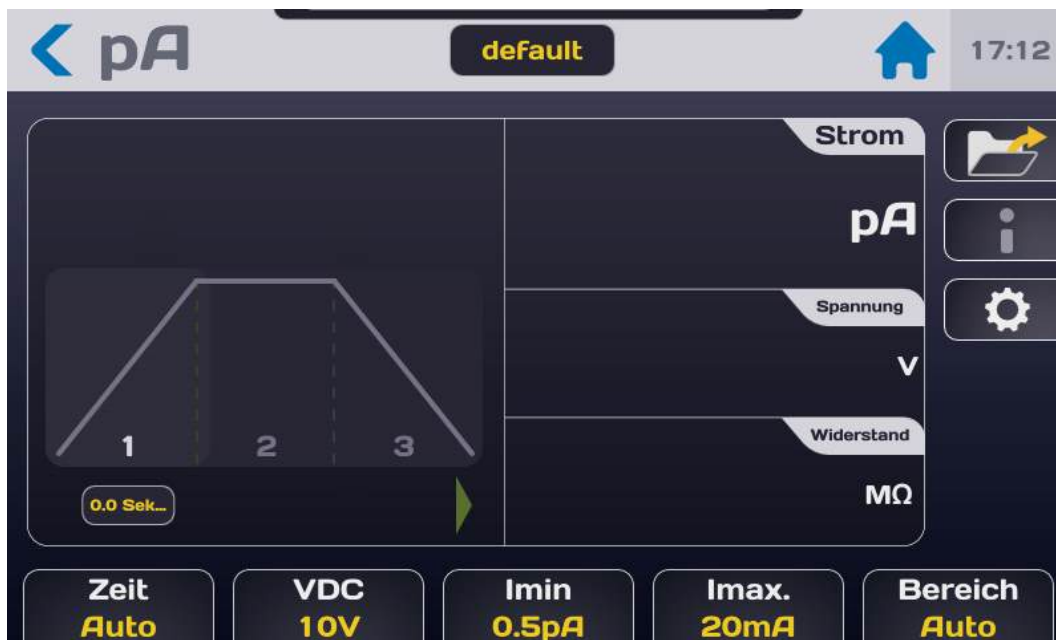 pA
default
17:12
Strom
pA
Spannung
V
Widerstand
MΩ
1 2 3
0.0 Sek...
Zeit
Auto
VDC
10V
Imin
0.5pA
Imax.
20mA
Bereich
Auto